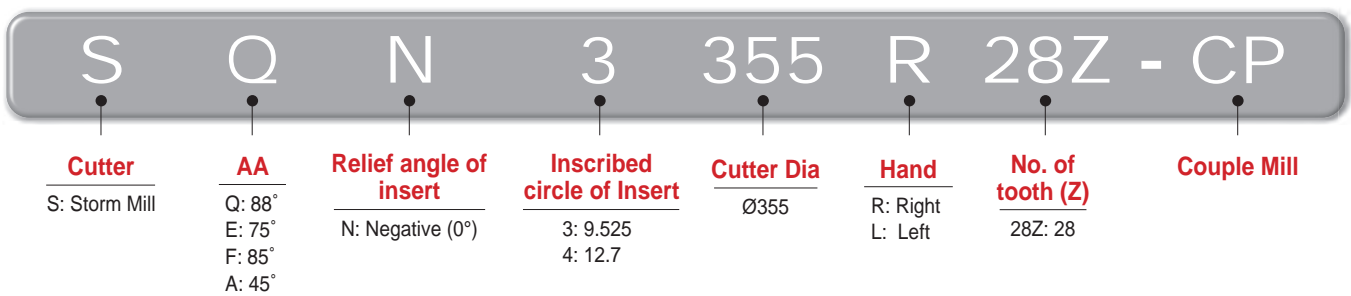 S Q N 3 355 R 28Z - CP
Cutter
S: Storm Mill
AA
Q: 88˚
E: 75˚
F: 85˚
A: 45˚
Relief angle of
insert
N: Negative (0°)
Inscribed
circle of Insert
3: 9.525
4: 12.7
Cutter Dia
Ø355
Hand
R: Right
L: Left
No. of
tooth (Z)
28Z: 28
Couple Mill